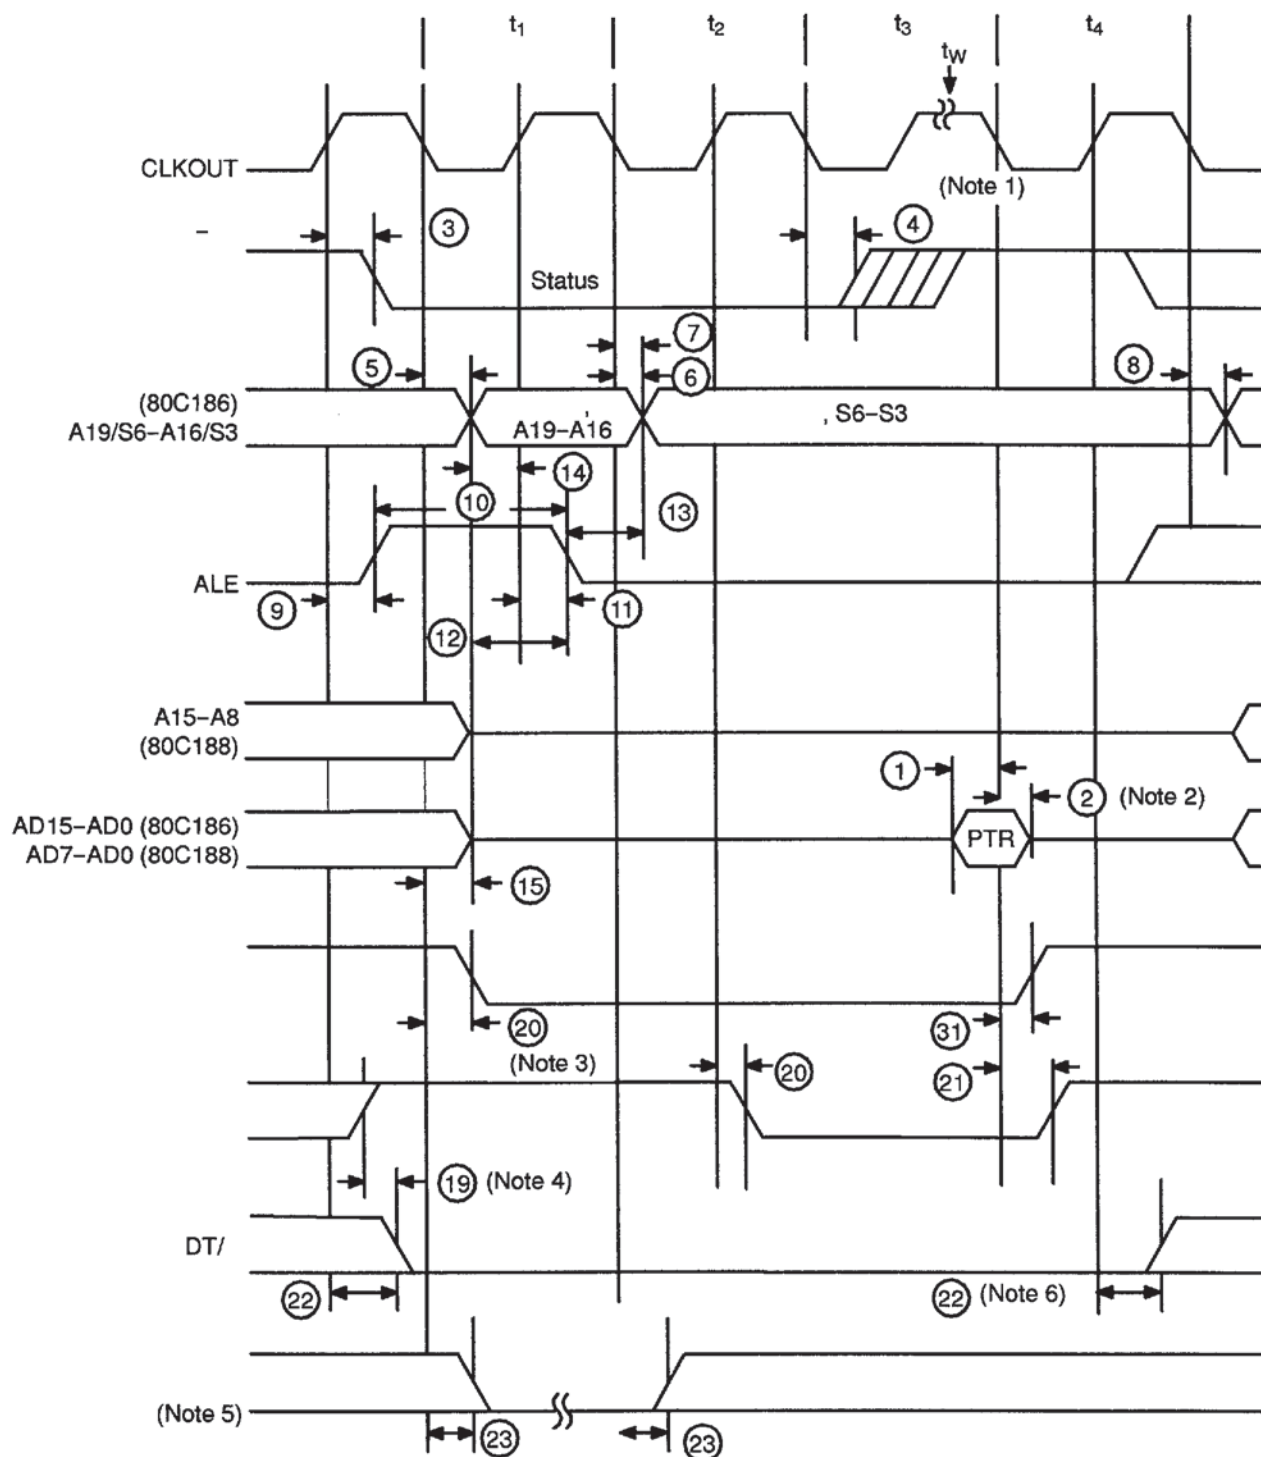 t1 t2 t3 t4
tW
CLKOUT
(Note 1)
–
3
4
Status
7
5
6
8
(80C186)
A19/S6–A16/S3
A19–A16
, S6–S3
14
10
13
ALE
9
11
12
A15–A8
(80C188)
1
2 (Note 2)
AD15–AD0 (80C186)
AD7–AD0 (80C188)
PTR
15
20
31
(Note 3)
20
21
19 (Note 4)
DT/
22
22 (Note 6)
(Note 5)
23
23